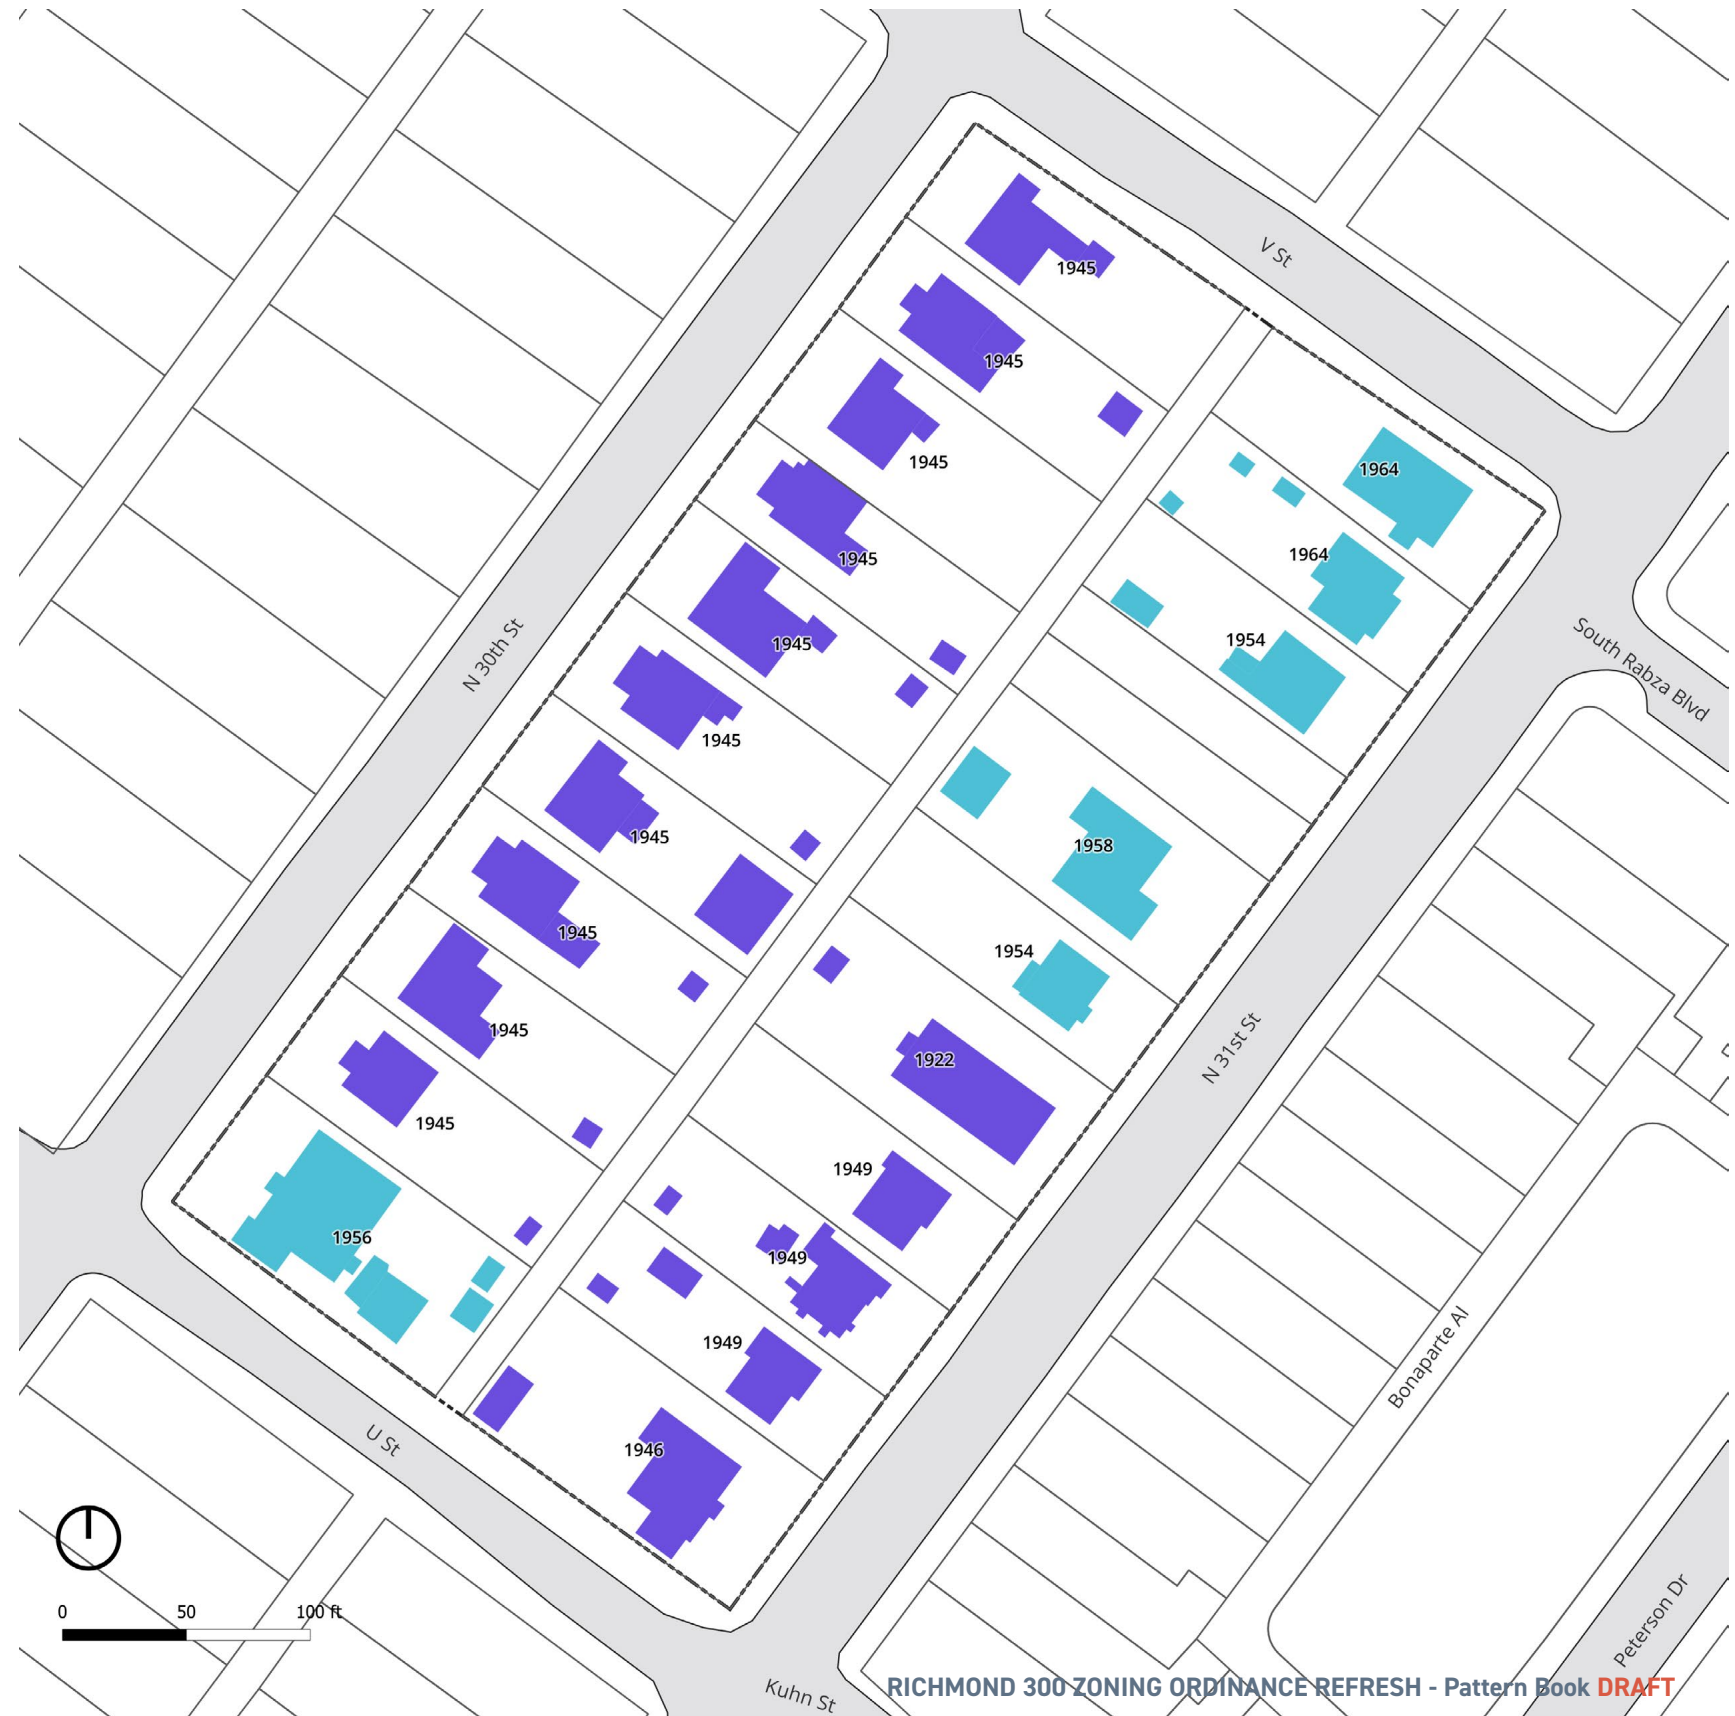 V St
1945
1945
1945
1964
1945
1964
1945
1954
South Rabza Blvd
N 30th St
1945
1945
1958
1945
1954
1945
N 31st St
1922
1945
1949
1956
1949
1949
Bonaparte Al
U St
1946
0 50 100 ft
Peterson Dr
Kuhn St
RICHMOND 300 ZONING ORDINANCE REFRESH - Pattern Book DRAFT